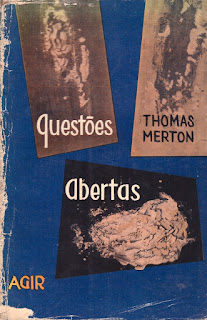 questões
THOMAS
MERTON
abertas
AGIR